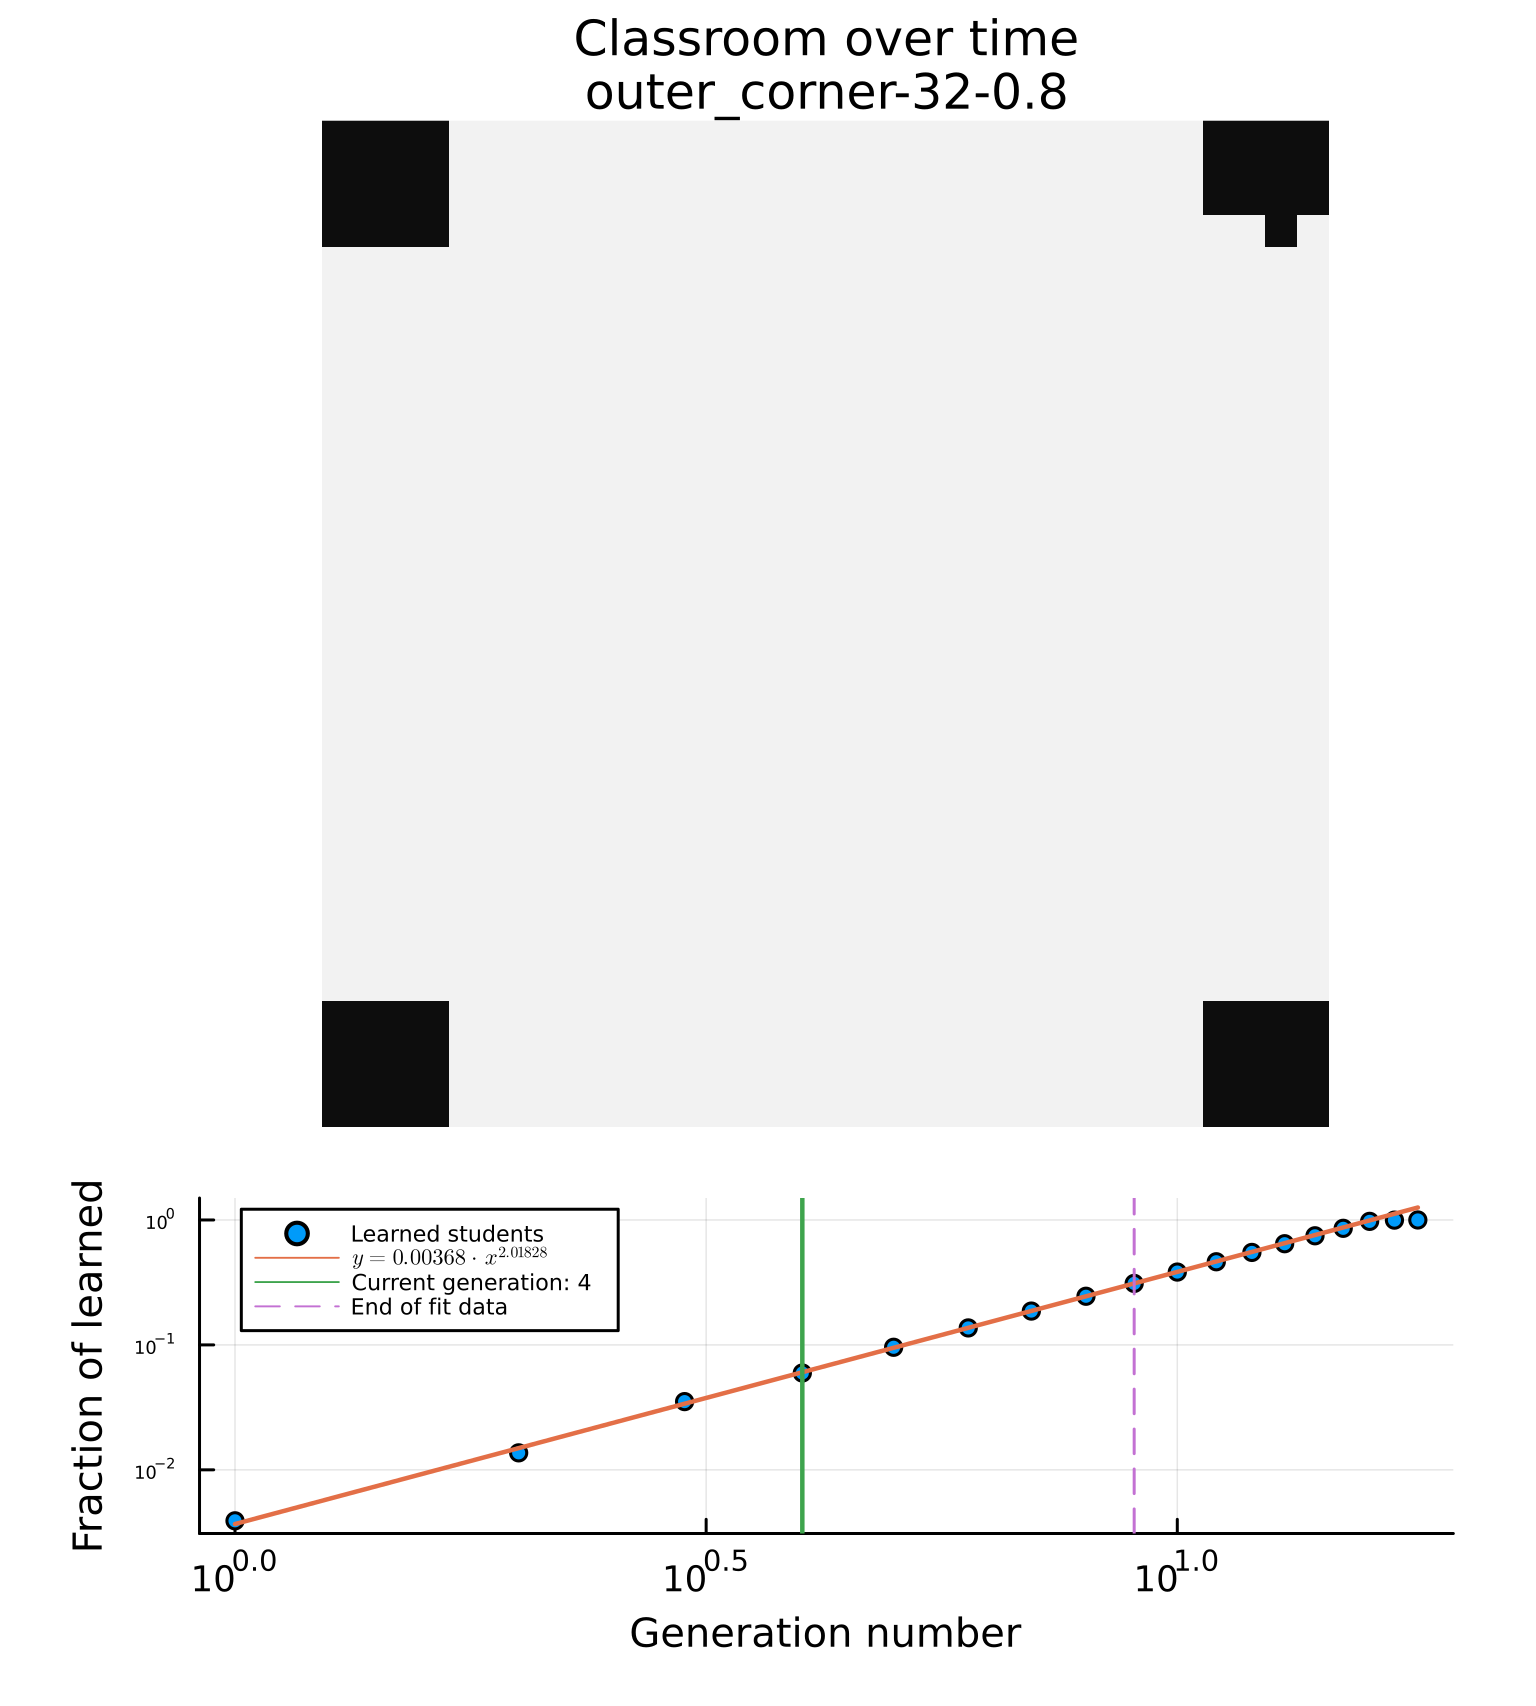 Classroom over time
outer_corner-32-0.8
Fraction of learned
10⁰
10⁻¹
10⁻²
Learned students
y = 0.00368 · x^2.01828
Current generation: 4
End of fit data
10^0.0
10^0.5
10^1.0
Generation number